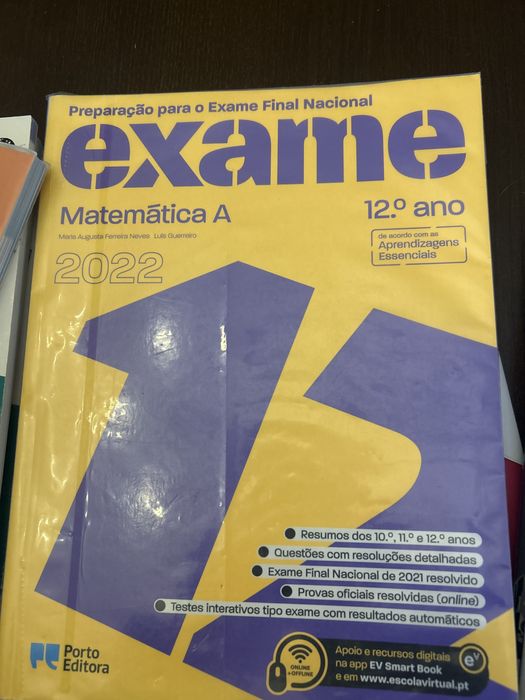 Preparação para o Exame Final Nacional
exame
Matemática A
12.º ano
Maria Augusta Ferreira Neves Luís Guerreiro
de acordo com as
Aprendizagens
Essenciais
2022
12
Resumos dos 10.º, 11.º e 12.º anos
Questões com resoluções detalhadas
Exame Final Nacional de 2021 resolvido
Provas oficiais resolvidas (online)
Testes interativos tipo exame com resultados automáticos
Porto
Editora
ONLINE
+OFFLINE
Apoio e recursos digitais
na app EV Smart Book
e em www.escolavirtual.pt
eV